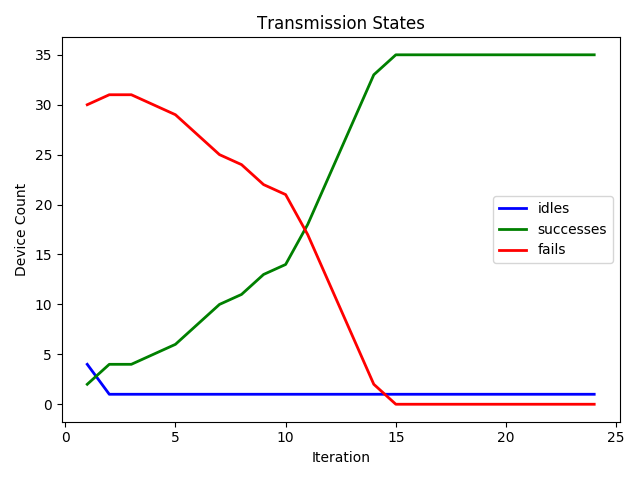 Transmission States
Device Count
35
30
25
20
15
10
5
0
idles
successes
fails
0 5 10 15 20 25
Iteration